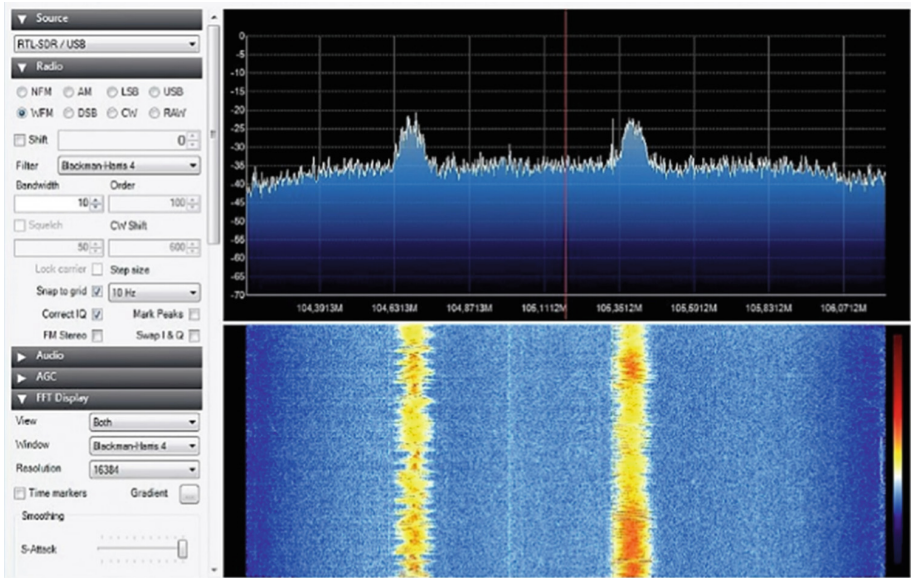 Source
RTL-SDR / USB
Radio
NFM AM LSB USB
WFM DSB CW RAW
Shift 0
Filter Blackman-Harris 4
Bandwidth Order
10 100
Squelch CW Shift
50 600
Lock carrier Step size
Snap to grid 10 Hz
Correct IQ Mark Peaks
FM Stereo Swap I & Q
Audio
AGC
FFT Display
View Both
Window Blackman-Harris 4
Resolution 16384
Time markers Gradient ...
Smoothing
S-Attack
0
-5
-10
-15
-20
-25
-30
-35
-40
-45
-50
-55
-60
-65
-70
104,3913M 104,6313M 104,8713M 105,1112M 105,3512M 105,5912M 105,8312M 106,0712M